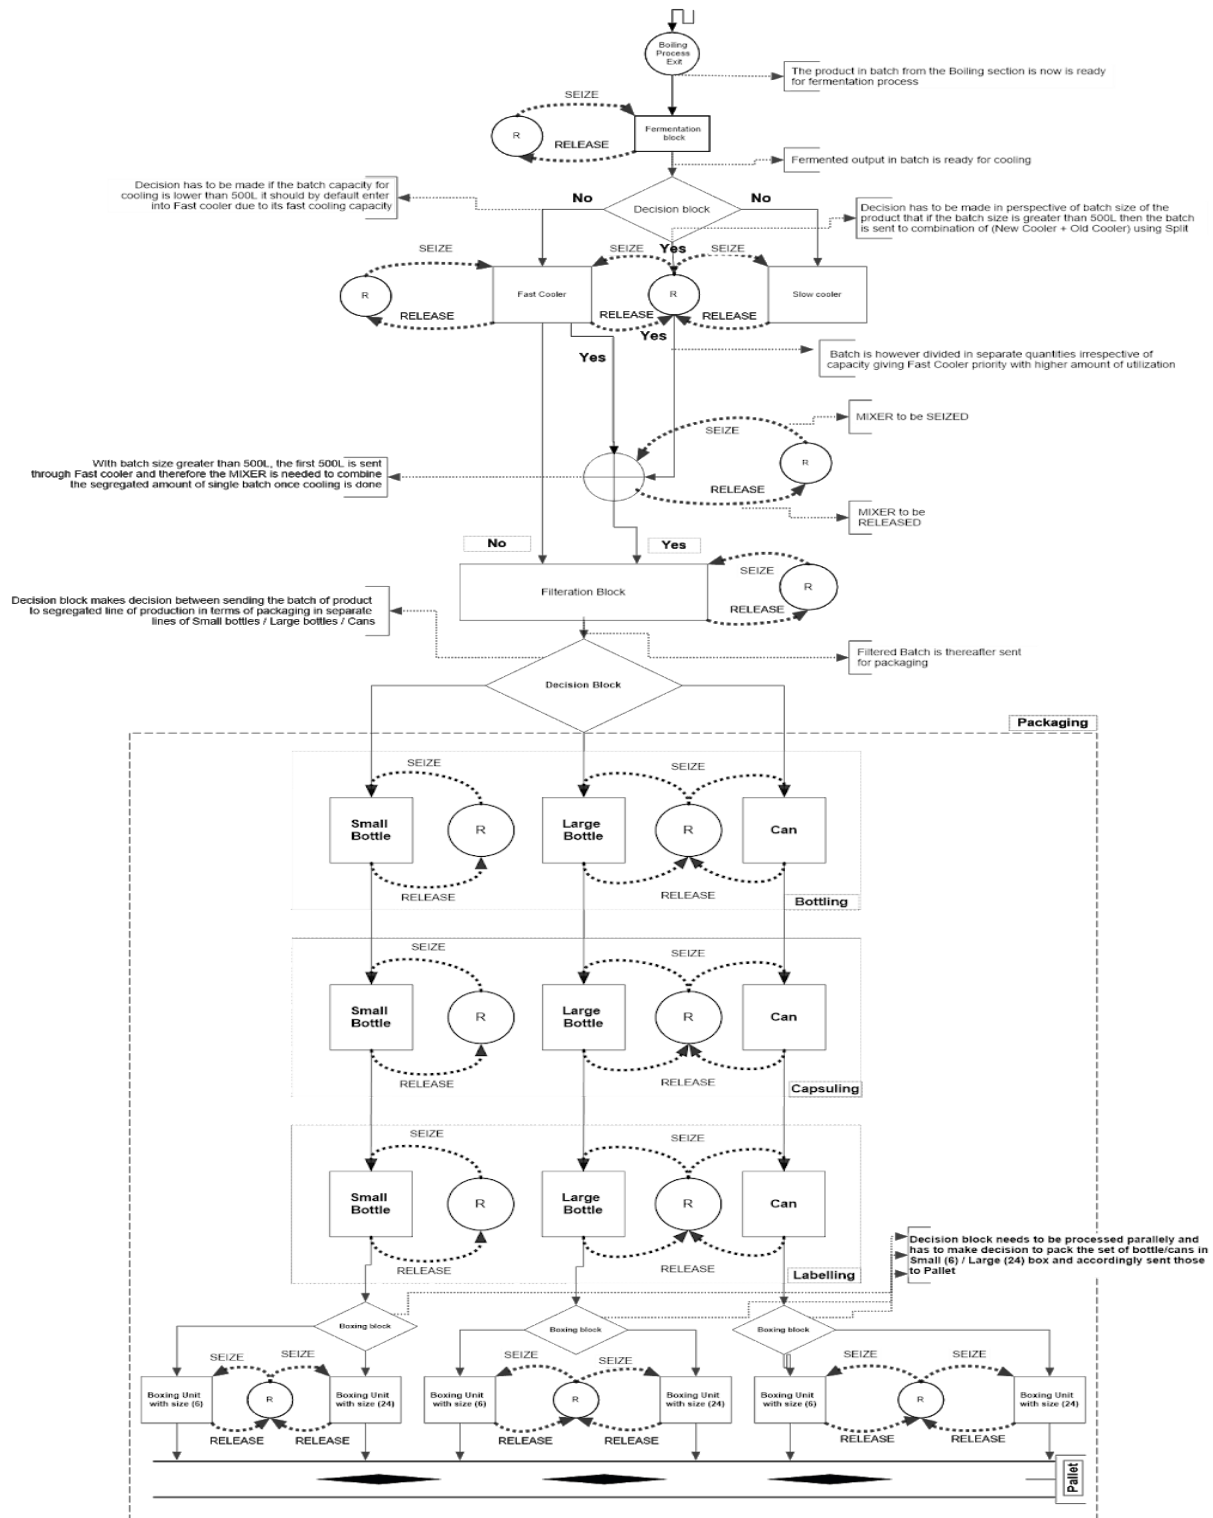 Boiling
Process
Exit
The product in batch from the Boiling section is now is ready
for fermentation process
SEIZE
R
Fermentation
block
RELEASE
Fermented output in batch is ready for cooling
Decision has to be made if the batch capacity for
cooling is lower than 500L it should by default enter
into Fast cooler due to its fast cooling capacity
No
Decision block
No
Decision has to be made in perspective of batch size of the
product that if the batch size is greater than 500L then the batch
is sent to combination of (New Cooler + Old Cooler) using Split
Yes
SEIZE
SEIZE
SEIZE
R
Fast Cooler
R
Slow cooler
RELEASE
RELEASE
RELEASE
Yes
Yes
Batch is however divided in separate quantities irrespective of
capacity giving Fast Cooler priority with higher amount of utilization
MIXER to be SEIZED
SEIZE
R
With batch size greater than 500L, the first 500L is sent
through Fast cooler and therefore the MIXER is needed to combine
the segregated amount of single batch once cooling is done
RELEASE
MIXER to be
RELEASED
No
Yes
SEIZE
Filteration Block
R
RELEASE
Decision block makes decision between sending the batch of product
to segregated line of production in terms of packaging in separate
lines of Small bottles / Large bottles / Cans
Filtered Batch is thereafter sent
for packaging
Decision Block
Packaging
SEIZE
SEIZE
Small
Bottle
R
Large
Bottle
R
Can
RELEASE
RELEASE
Bottling
SEIZE
SEIZE
Small
Bottle
R
Large
Bottle
R
Can
RELEASE
RELEASE
Capsuling
SEIZE
SEIZE
Small
Bottle
R
Large
Bottle
R
Can
RELEASE
RELEASE
Labelling
Decision block needs to be processed parallely and
has to make decision to pack the set of bottle/cans in
Small (6) / Large (24) box and accordingly sent those
to Pallet
Boxing block
Boxing block
Boxing block
SEIZE
SEIZE
SEIZE
SEIZE
SEIZE
SEIZE
Boxing Unit
with size (6)
R
Boxing Unit
with size (24)
Boxing Unit
with size (6)
R
Boxing Unit
with size (24)
Boxing Unit
with size (6)
R
Boxing Unit
with size (24)
RELEASE
RELEASE
RELEASE
RELEASE
RELEASE
RELEASE
Pallet